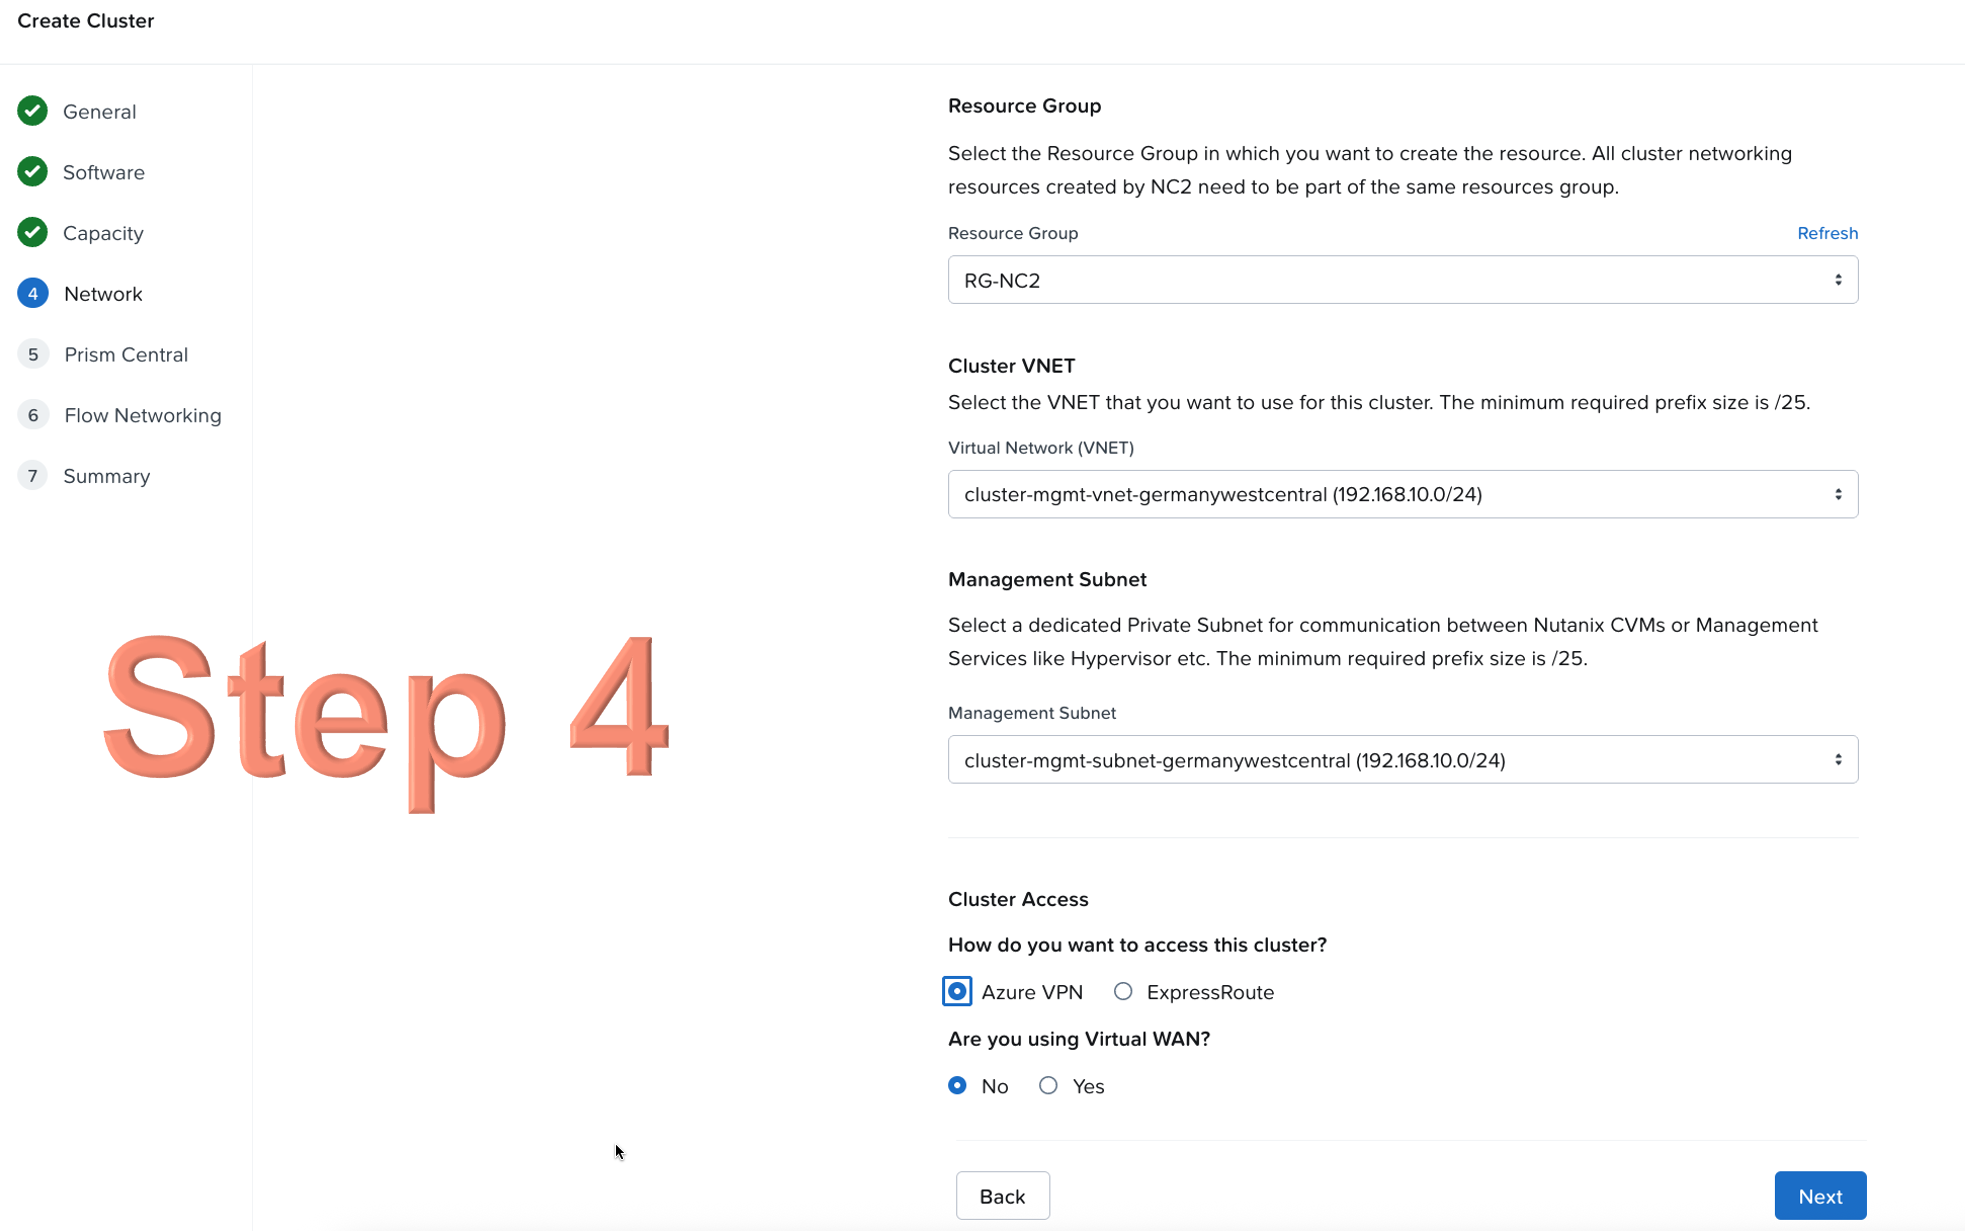 Create Cluster
General
Software
Capacity
4 Network
5 Prism Central
6 Flow Networking
7 Summary
Step 4
Resource Group
Select the Resource Group in which you want to create the resource. All cluster networking
resources created by NC2 need to be part of the same resources group.
Resource Group Refresh
RG-NC2
Cluster VNET
Select the VNET that you want to use for this cluster. The minimum required prefix size is /25.
Virtual Network (VNET)
cluster-mgmt-vnet-germanywestcentral (192.168.10.0/24)
Management Subnet
Select a dedicated Private Subnet for communication between Nutanix CVMs or Management
Services like Hypervisor etc. The minimum required prefix size is /25.
Management Subnet
cluster-mgmt-subnet-germanywestcentral (192.168.10.0/24)
Cluster Access
How do you want to access this cluster?
Azure VPN ExpressRoute
Are you using Virtual WAN?
No Yes
Back Next